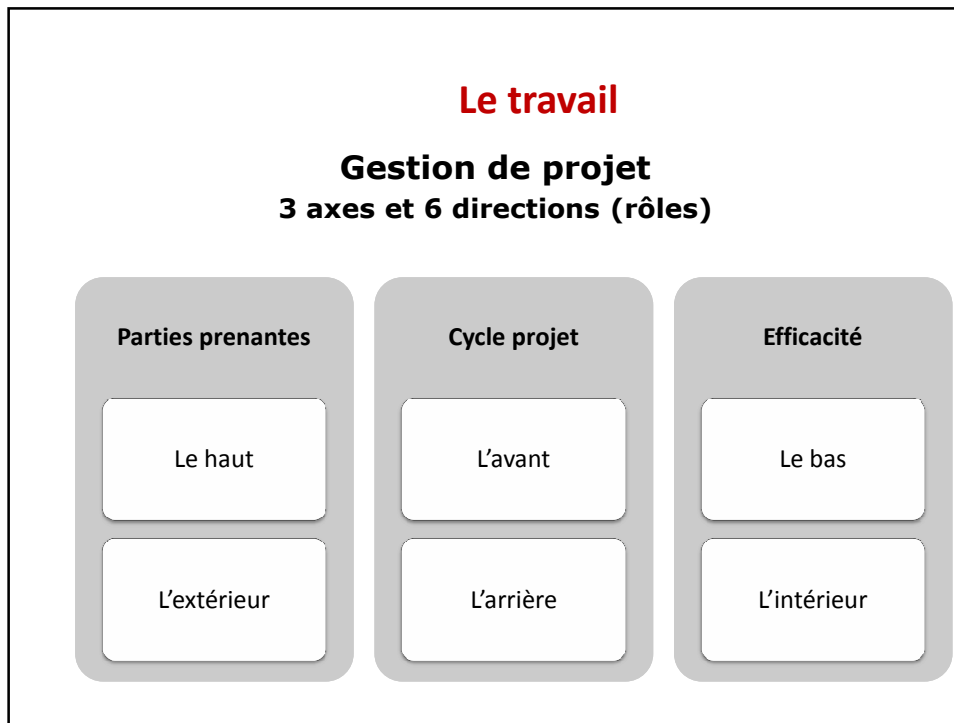 Le travail
Gestion de projet
3 axes et 6 directions (rôles)
Parties prenantes
Le haut
L’extérieur
Cycle projet
L’avant
L’arrière
Efficacité
Le bas
L’intérieur